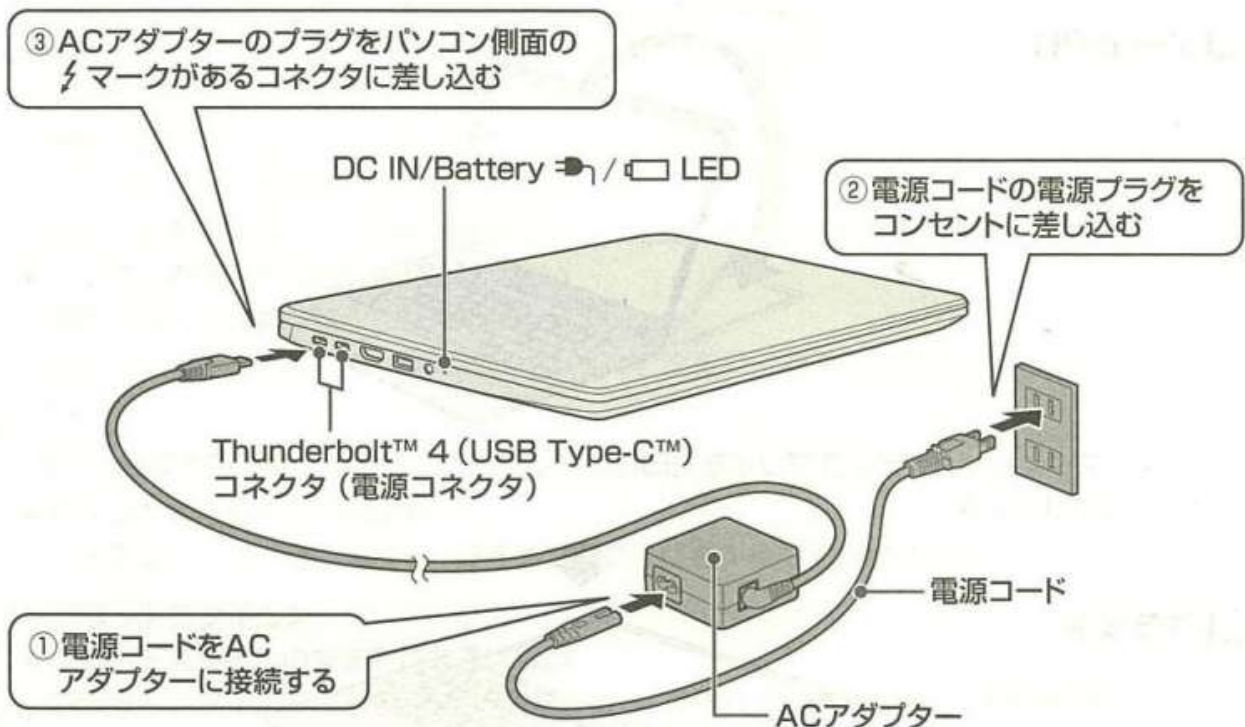 ③ACアダプターのプラグをパソコン側面の
マークがあるコネクタに差し込む
DC IN/Battery / LED
②電源コードの電源プラグを
コンセントに差し込む
Thunderbolt™ 4（USB Type-C™）
コネクタ（電源コネクタ）
電源コード
①電源コードをAC
アダプターに接続する
ACアダプター